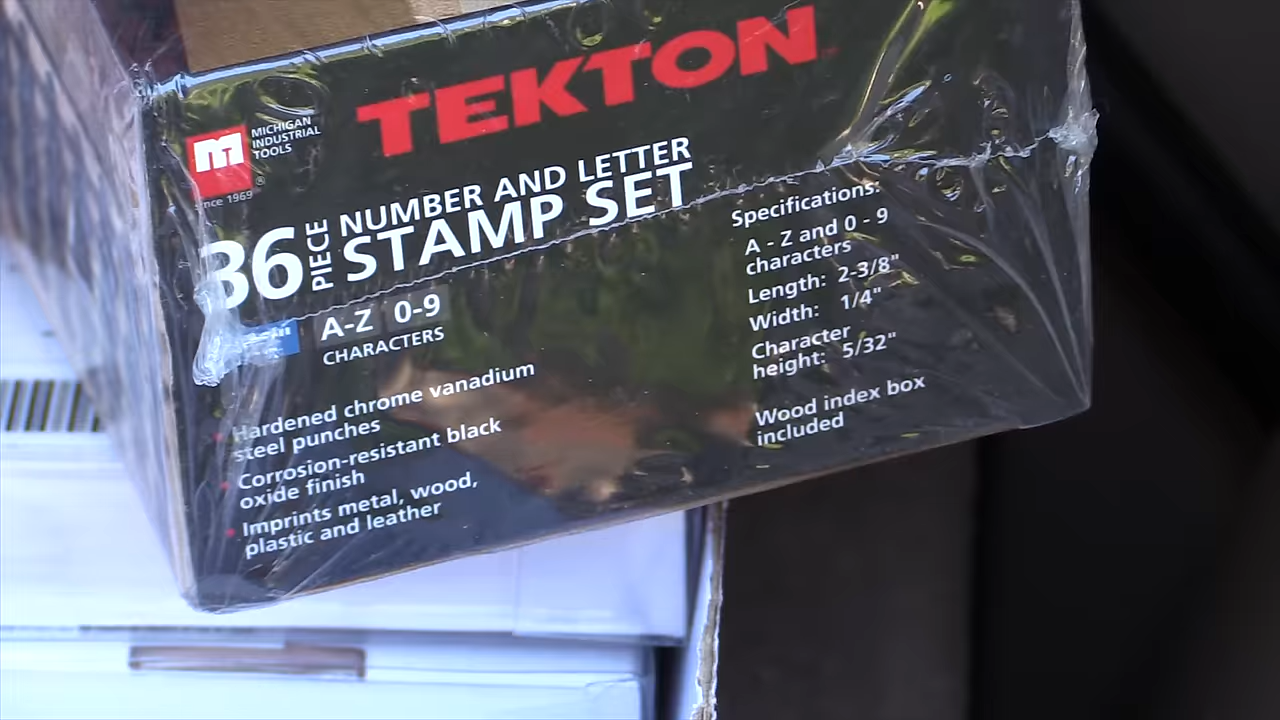 TEKTON
MICHIGAN
INDUSTRIAL
TOOLS
®
since 1969
36 PIECE
NUMBER AND LETTER
STAMP SET
A-Z 0-9
CHARACTERS
Hardened chrome vanadium
steel punches
Corrosion-resistant black
oxide finish
Imprints metal, wood,
plastic and leather
Specifications:
A - Z and 0 - 9
characters
Length: 2-3/8"
Width: 1/4"
Character
height: 5/32"
Wood index box
included